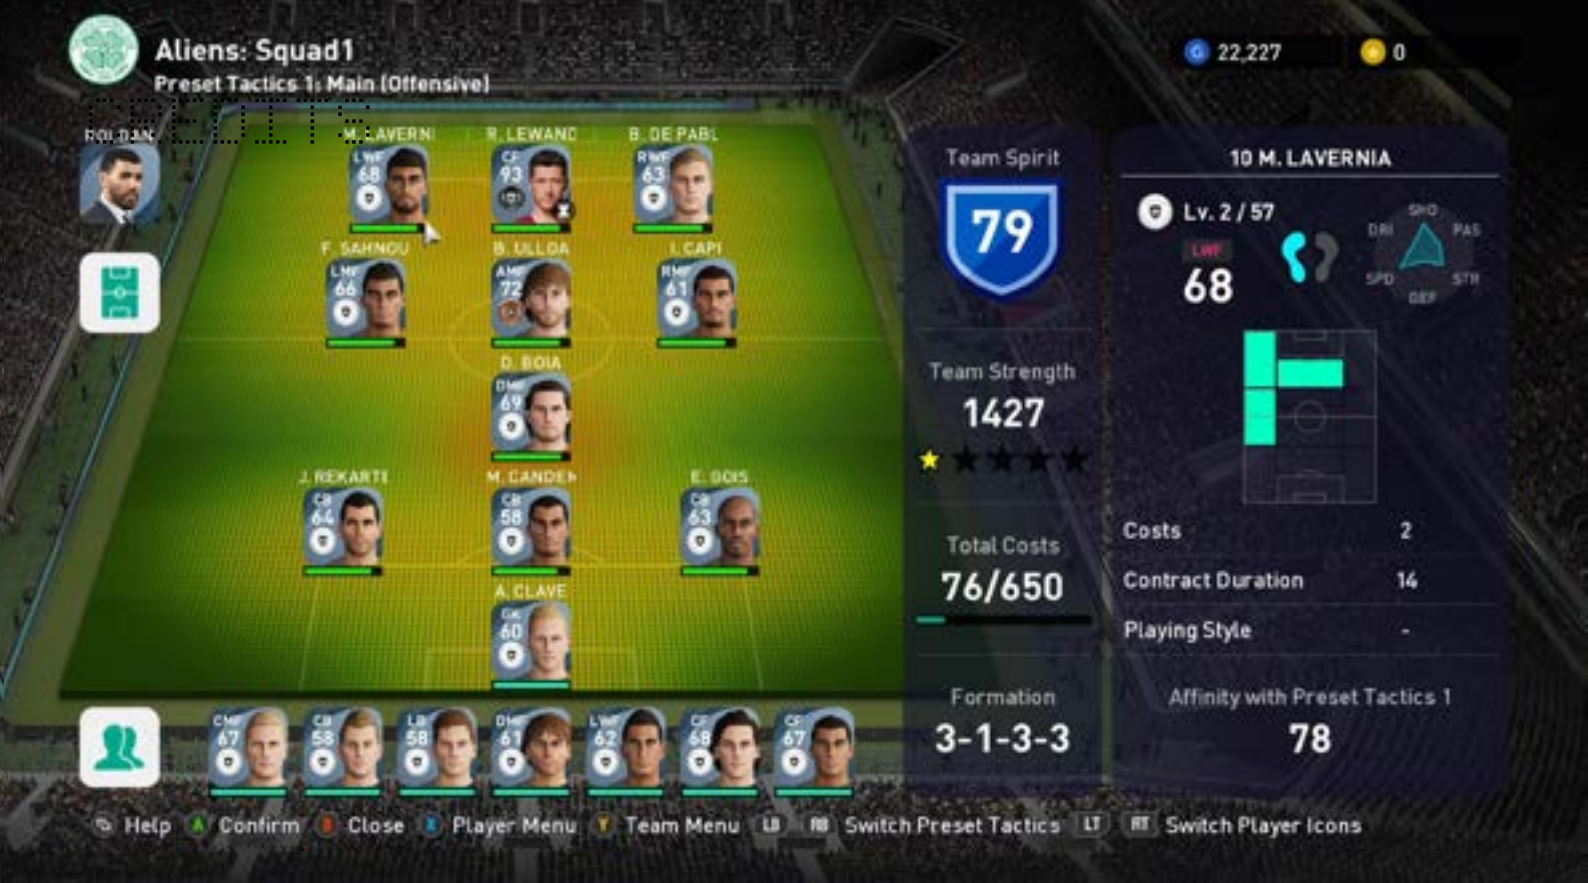 Aliens: Squad1
Preset Tactics 1: Main (Offensive)
22,227
0
CREDITS
ROLDAN
M. LAVERNI
R. LEWAND
B. DE PABL
LWF 68
CF 93
RWF 63
F. SAHNOU
B. ULLOA
I. CAPI
LMF 66
AMF 72
RMF 61
D. BOIA
DMF 69
J. REKARTE
M. CANDEN
E. GOIS
CB 64
CB 58
CB 63
A. CLAVE
GK 60
CMF 67
CB 58
LB 58
DMF 61
LWF 62
CF 68
CF 67
Team Spirit
79
Team Strength
1427
Total Costs
76/650
Formation
3-1-3-3
10 M. LAVERNIA
Lv. 2 / 57
LWF
68
SHO
PAS
STR
DEF
SPD
DRI
Costs 2
Contract Duration 14
Playing Style -
Affinity with Preset Tactics 1
78
Help A Confirm B Close X Player Menu Y Team Menu LB RB Switch Preset Tactics LT RT Switch Player Icons